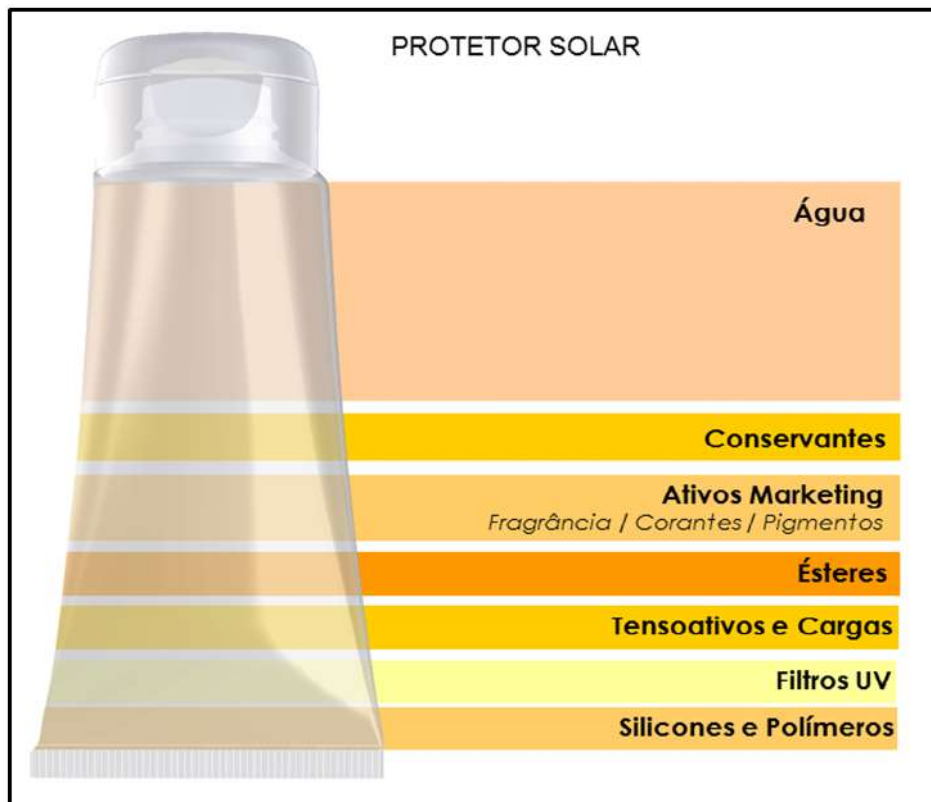 PROTETOR SOLAR
Água
Conservantes
Ativos Marketing
Fragrância / Corantes / Pigmentos
Ésteres
Tensoativos e Cargas
Filtros UV
Silicones e Polímeros